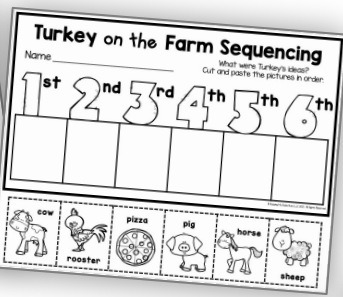 Turkey on the Farm Sequencing
Name
What were Turkey's ideas?
Cut and paste the pictures in order.
1st 2nd 3rd 4th 5th 6th
cow
rooster
pizza
pig
horse
sheep